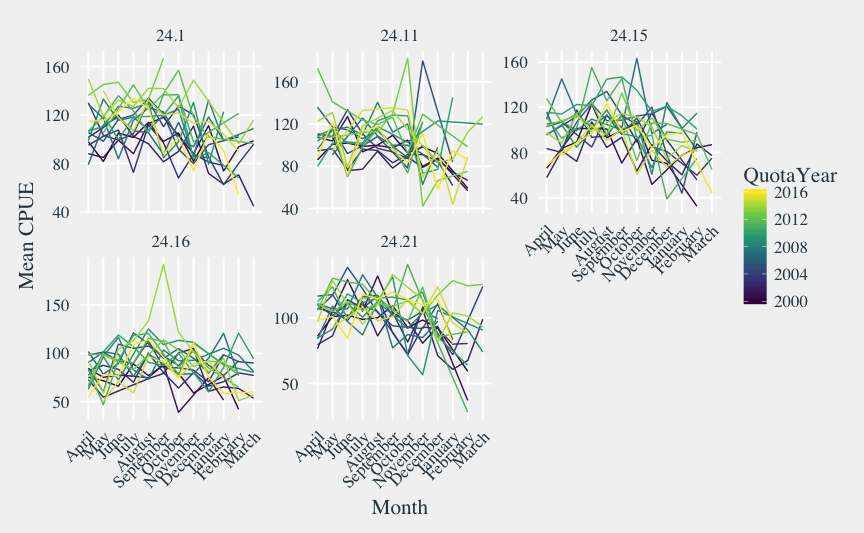 24.1
24.11
24.15
160
120
80
40
160
120
80
40
160
120
80
40
April
May
June
July
August
September
October
November
December
January
February
March
24.16
24.21
150
100
50
100
50
April
May
June
July
August
September
October
November
December
January
February
March
April
May
June
July
August
September
October
November
December
January
February
March
Month
Mean CPUE
QuotaYear
2016
2012
2008
2004
2000